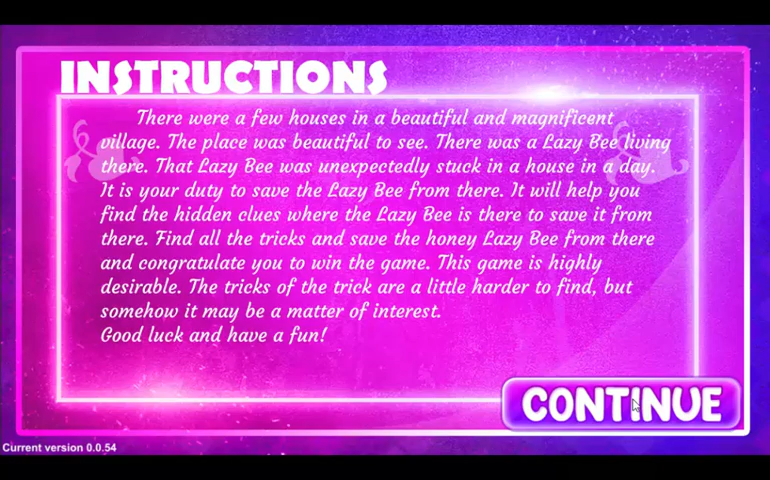 INSTRUCTIONS
There were a few houses in a beautiful and magnificent
village. The place was beautiful to see. There was a Lazy Bee living
there. That Lazy Bee was unexpectedly stuck in a house in a day.
It is your duty to save the Lazy Bee from there. It will help you
find the hidden clues where the Lazy Bee is there to save it from
there. Find all the tricks and save the honey Lazy Bee from there
and congratulate you to win the game. This game is highly
desirable. The tricks of the trick are a little harder to find, but
somehow it may be a matter of interest.
Good luck and have a fun!
CONTINUE
Current version 0.0.54